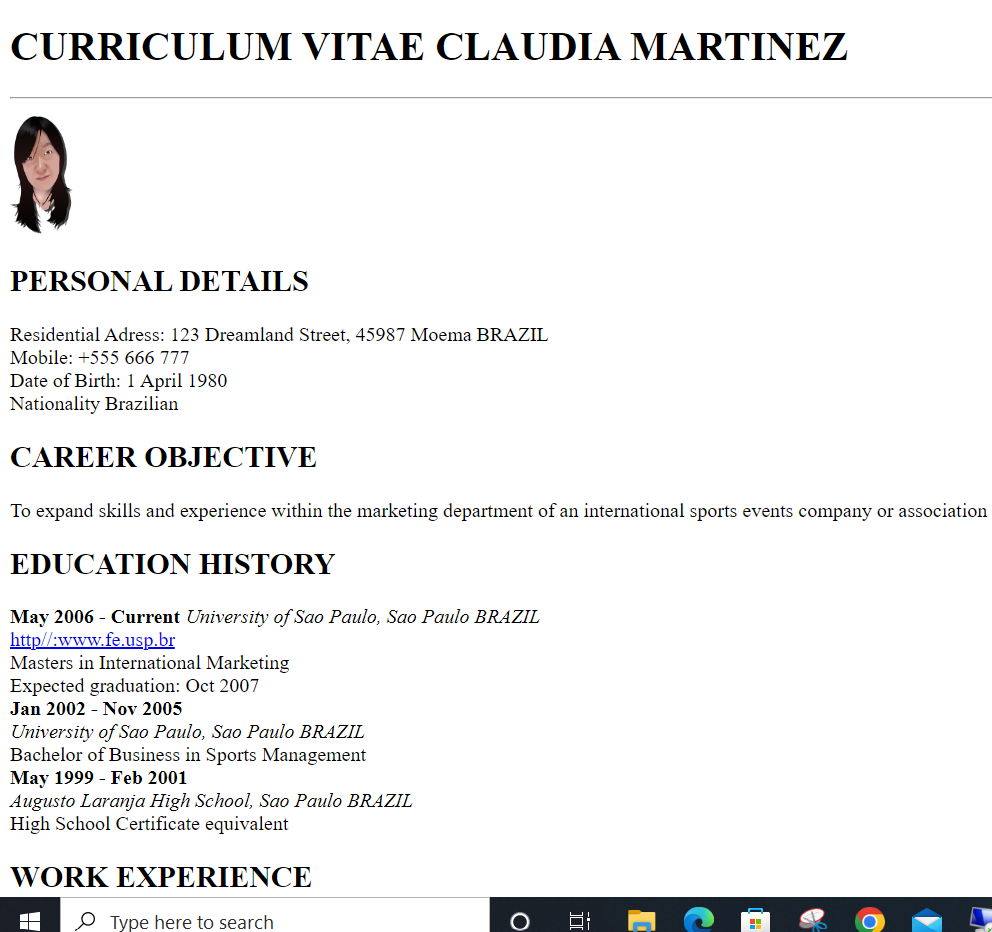 CURRICULUM VITAE CLAUDIA MARTINEZ
PERSONAL DETAILS
Residential Adress: 123 Dreamland Street, 45987 Moema BRAZIL
Mobile: +555 666 777
Date of Birth: 1 April 1980
Nationality Brazilian
CAREER OBJECTIVE
To expand skills and experience within the marketing department of an international sports events company or association
EDUCATION HISTORY
May 2006 - Current University of Sao Paulo, Sao Paulo BRAZIL
http//:www.fe.usp.br
Masters in International Marketing
Expected graduation: Oct 2007
Jan 2002 - Nov 2005
University of Sao Paulo, Sao Paulo BRAZIL
Bachelor of Business in Sports Management
May 1999 - Feb 2001
Augusto Laranja High School, Sao Paulo BRAZIL
High School Certificate equivalent
WORK EXPERIENCE
Type here to search